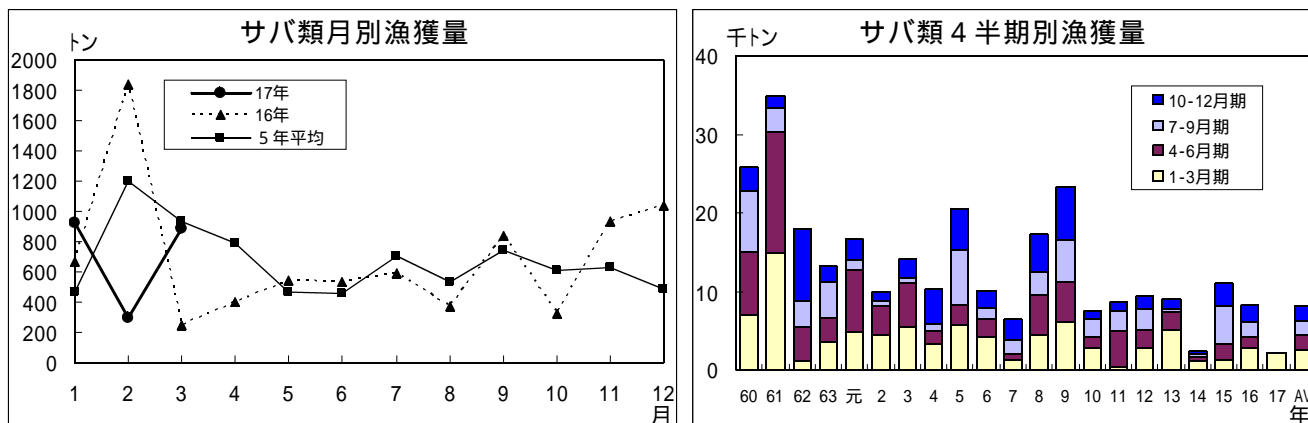 サバ類月別漁獲量
トン
2000
1800
1600
1400
1200
1000
800
600
400
200
0
17年
16年
5年平均
1 2 3 4 5 6 7 8 9 10 11 12
月
サバ類4半期別漁獲量
千トン
40
30
20
10
0
10-12月期
7-9月期
4-6月期
1-3月期
60 61 62 63 元 2 3 4 5 6 7 8 9 10 11 12 13 14 15 16 17 AV
年